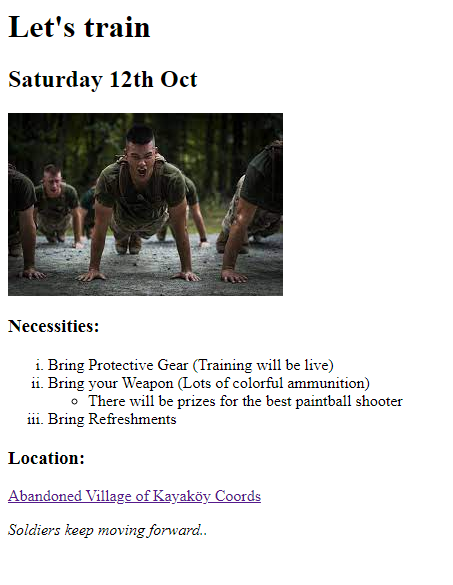 Let's train
Saturday 12th Oct
Necessities:
i. Bring Protective Gear (Training will be live)
ii. Bring your Weapon (Lots of colorful ammunition)
◦ There will be prizes for the best paintball shooter
iii. Bring Refreshments
Location:
Abandoned Village of Kayaköy Coords
Soldiers keep moving forward..